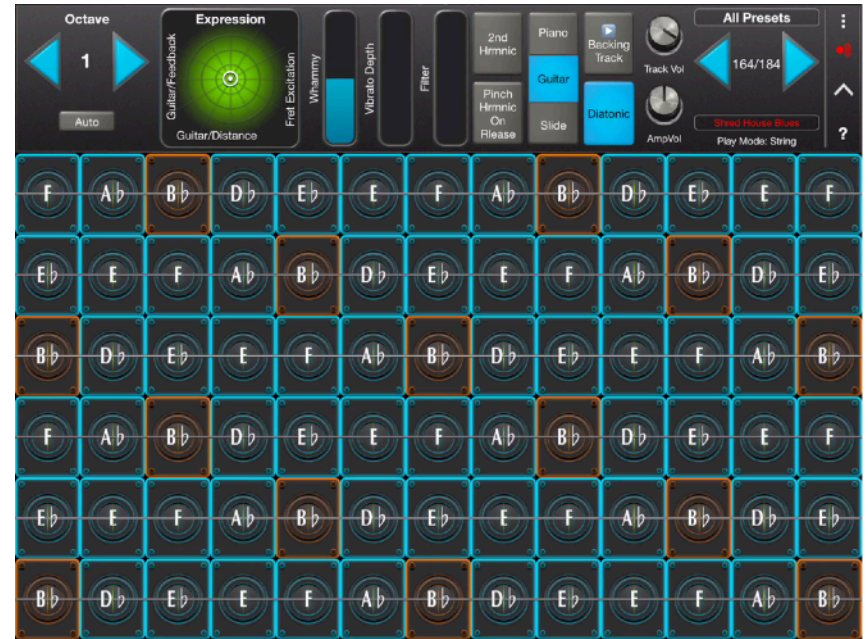 Octave
1
Auto
Expression
Guitar/Feedback
Fret Excitation
Guitar/Distance
Whammy
Vibrato Depth
Filter
2nd
Hrmnic
Pinch
Hrmnic
On
Rlease
Piano
Guitar
Slide
Backing
Track
Diatonic
Track Vol
AmpVol
All Presets
164/184
Shred House Blues
Play Mode: String
?
F A♭ B♭ D♭ E♭ E F A♭ B♭ D♭ E♭ E F
E♭ E F A♭ B♭ D♭ E♭ E F A♭ B♭ D♭ E♭
B♭ D♭ E♭ E F A♭ B♭ D♭ E♭ E F A♭ B♭
F A♭ B♭ D♭ E♭ E F A♭ B♭ D♭ E♭ E F
E♭ E F A♭ B♭ D♭ E♭ E F A♭ B♭ D♭ E♭
B♭ D♭ E♭ E F A♭ B♭ D♭ E♭ E F A♭ B♭